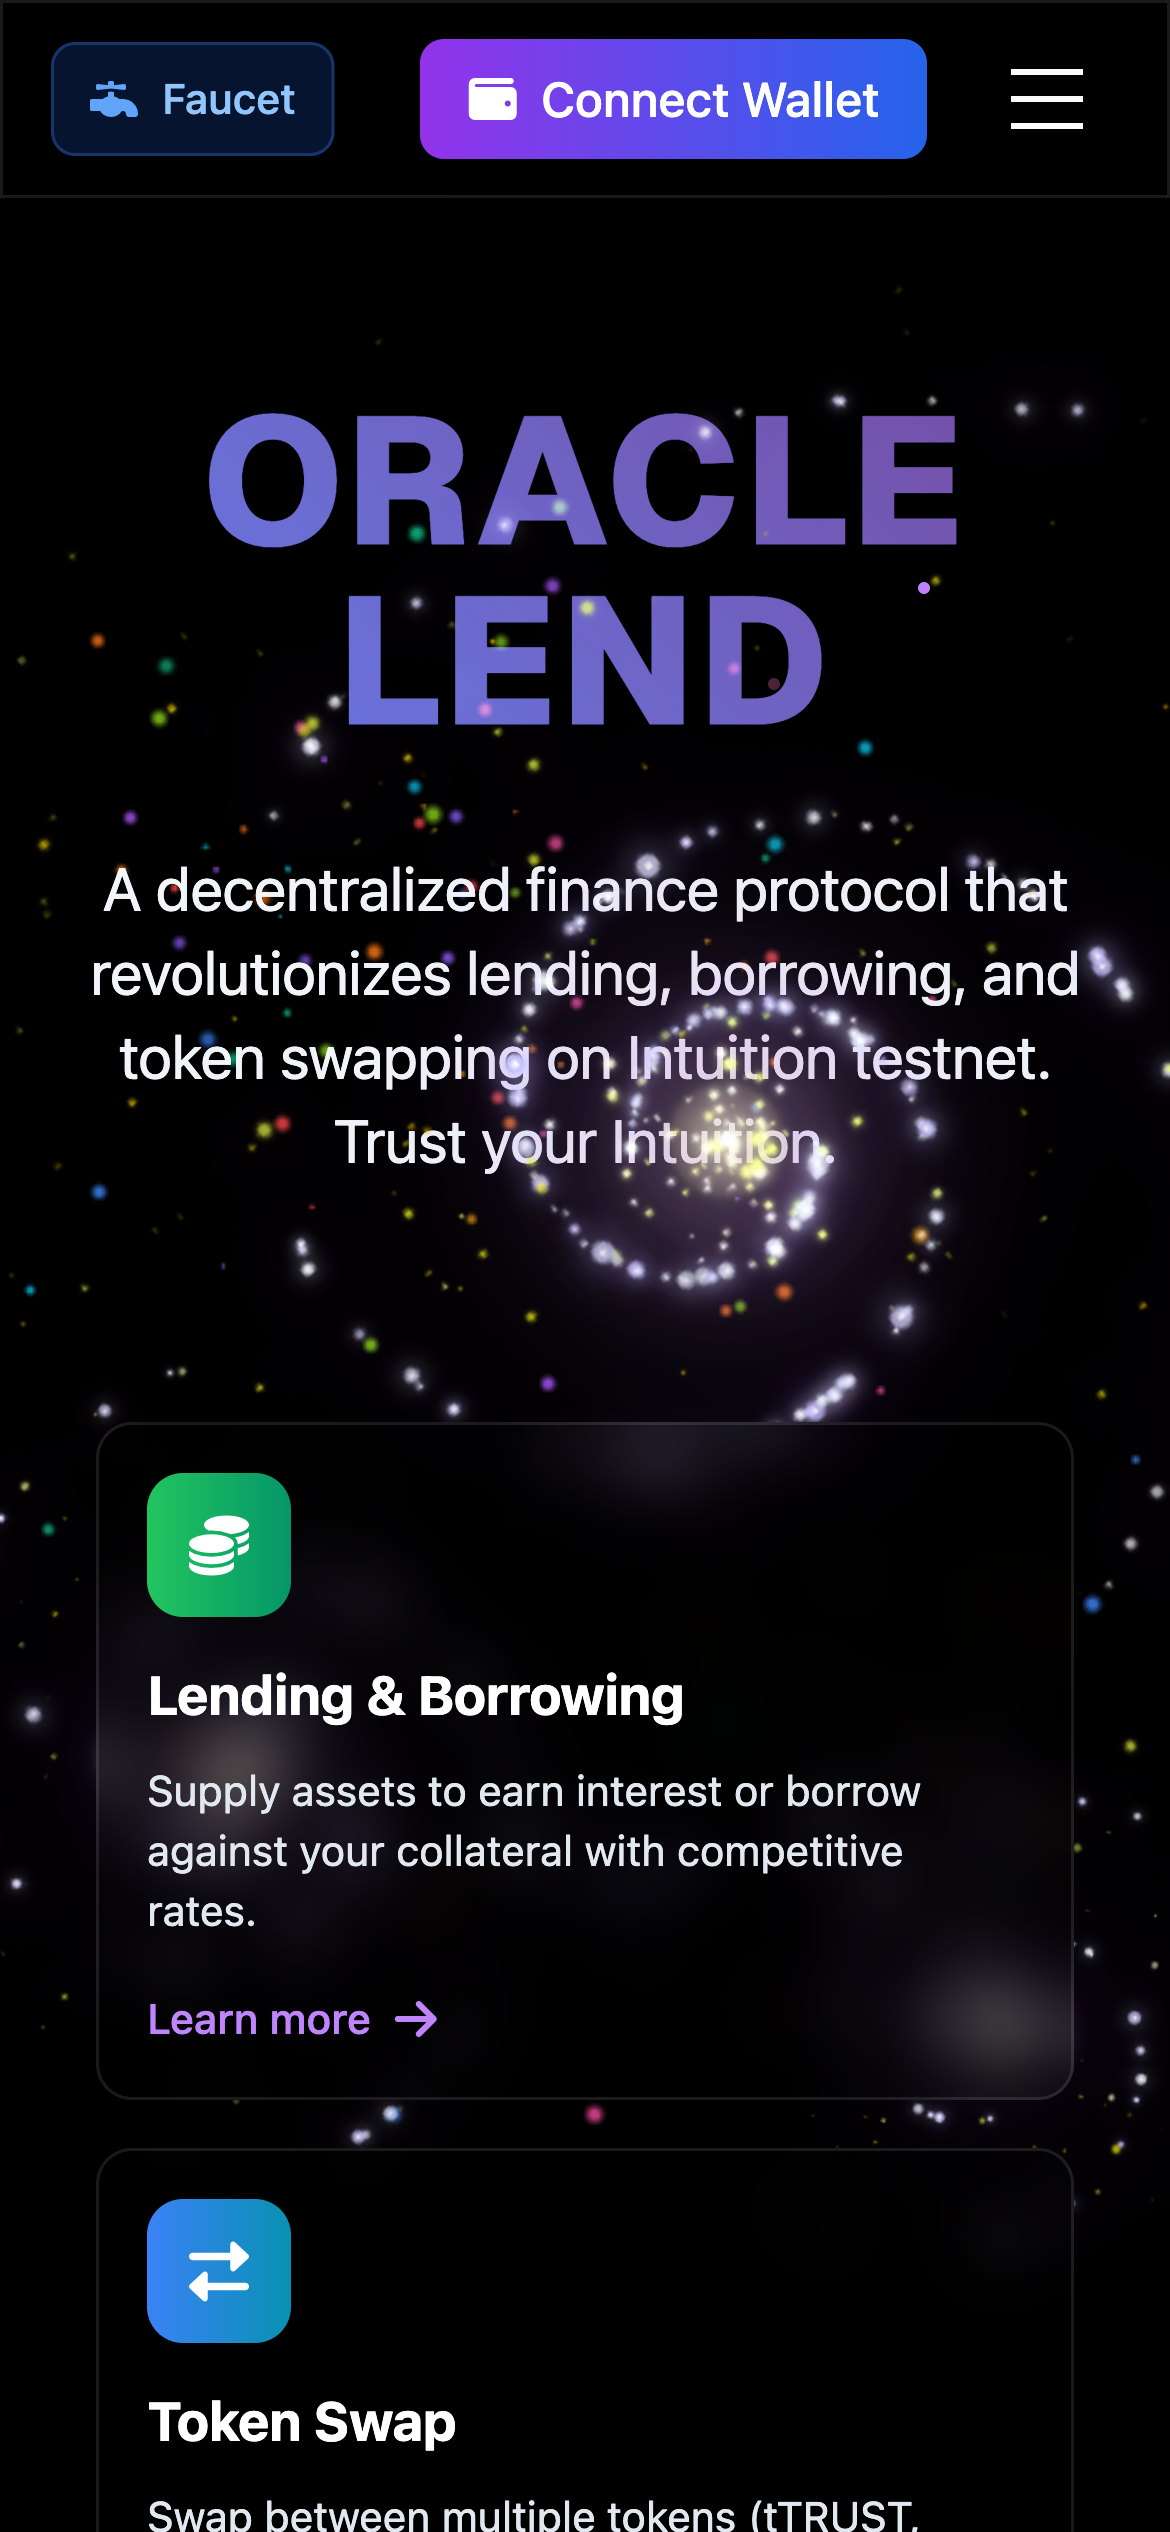 Faucet
Connect Wallet
ORACLE
LEND
A decentralized finance protocol that
revolutionizes lending, borrowing, and
token swapping on Intuition testnet.
Trust your Intuition.
Lending & Borrowing
Supply assets to earn interest or borrow
against your collateral with competitive
rates.
Learn more
Token Swap
Swap between multiple tokens (tTRUST,